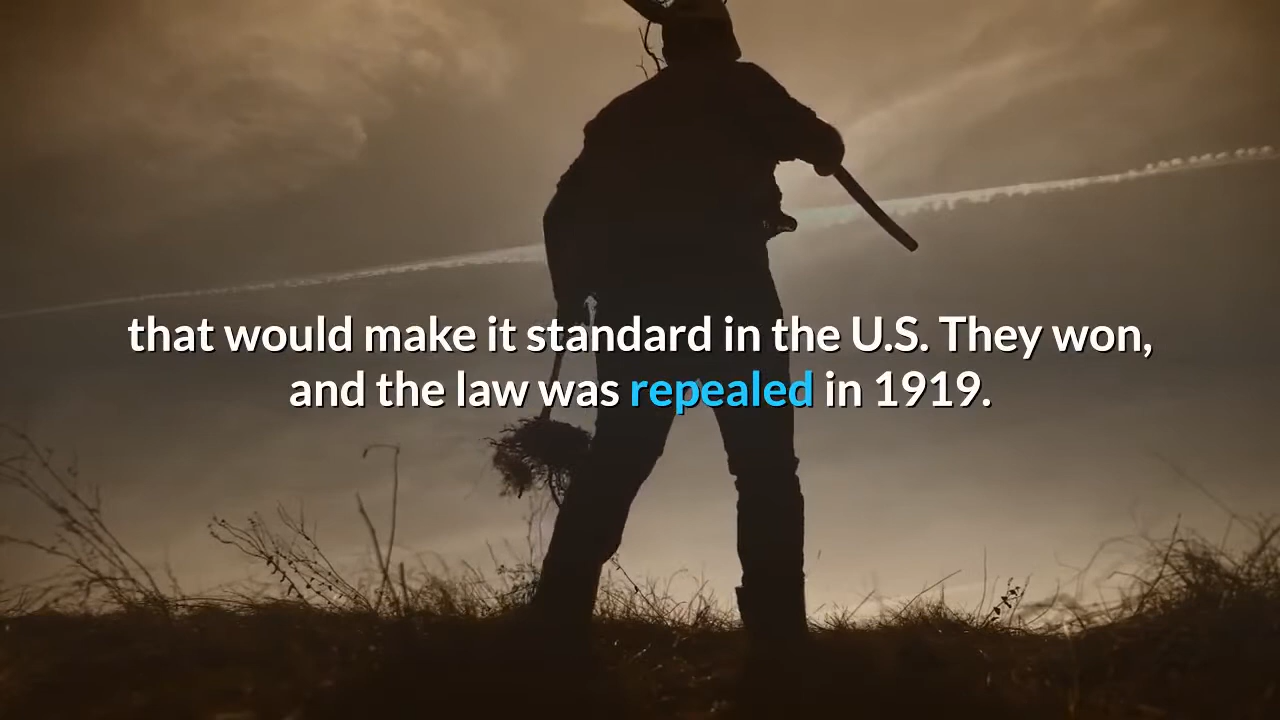 that would make it standard in the U.S. They won,
and the law was repealed in 1919.